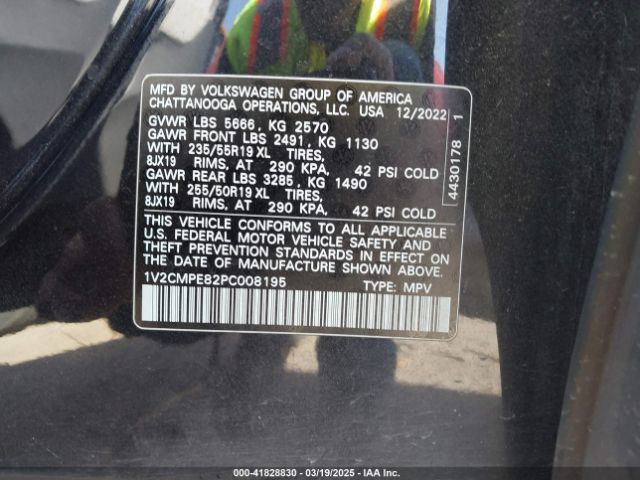 MFD BY VOLKSWAGEN GROUP OF AMERICA
CHATTANOOGA OPERATIONS, LLC. USA 12/2022
GVWR LBS 5666, KG 2570
GAWR FRONT LBS 2491, KG 1130
WITH 235/55R19 XL TIRES,
8JX19 RIMS, AT 290 KPA, 42 PSI COLD
GAWR REAR LBS 3285, KG 1490
WITH 255/50R19 XL TIRES,
8JX19 RIMS, AT 290 KPA, 42 PSI COLD
THIS VEHICLE CONFORMS TO ALL APPLICABLE
U.S. FEDERAL MOTOR VEHICLE SAFETY AND
THEFT PREVENTION STANDARDS IN EFFECT ON THE
DATE OF MANUFACTURE SHOWN ABOVE.
1V2CMPE82PC008195 TYPE: MPV
4430178 1
000-41828830 - 03/19/2025 - IAA Inc.